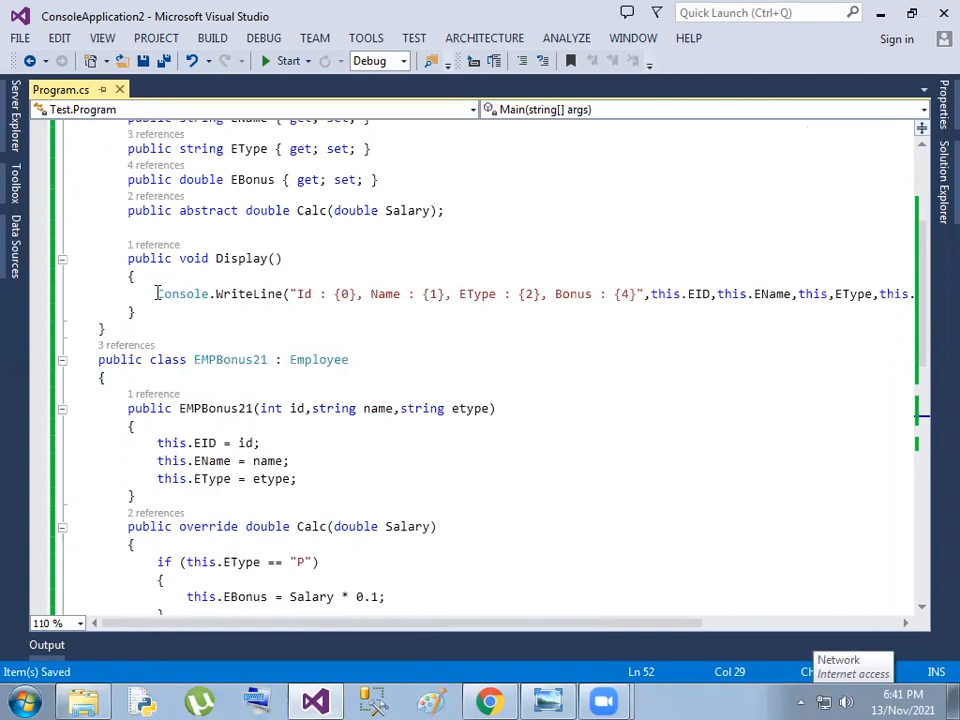 ConsoleApplication2 - Microsoft Visual Studio
Quick Launch (Ctrl+Q)
FILE EDIT VIEW PROJECT BUILD DEBUG TEAM TOOLS TEST ARCHITECTURE ANALYZE WINDOW HELP Sign in
Start Debug
Program.cs
Test.Program Main(string[] args)
Server Explorer
Toolbox
Data Sources
Properties
Solution Explorer
public string EName { get; set; }
3 references
public string EType { get; set; }
4 references
public double EBonus { get; set; }
2 references
public abstract double Calc(double Salary);
1 reference
public void Display()
{
Console.WriteLine("Id : {0}, Name : {1}, EType : {2}, Bonus : {4}",this.EID,this.EName,this,EType,this.
}
}
3 references
public class EMPBonus21 : Employee
{
1 reference
public EMPBonus21(int id,string name,string etype)
{
this.EID = id;
this.EName = name;
this.EType = etype;
}
2 references
public override double Calc(double Salary)
{
if (this.EType == "P")
{
this.EBonus = Salary * 0.1;
}
110 %
Output
Item(s) Saved Ln 52 Col 29 Ch INS
Network
Internet access
6:41 PM
13/Nov/2021